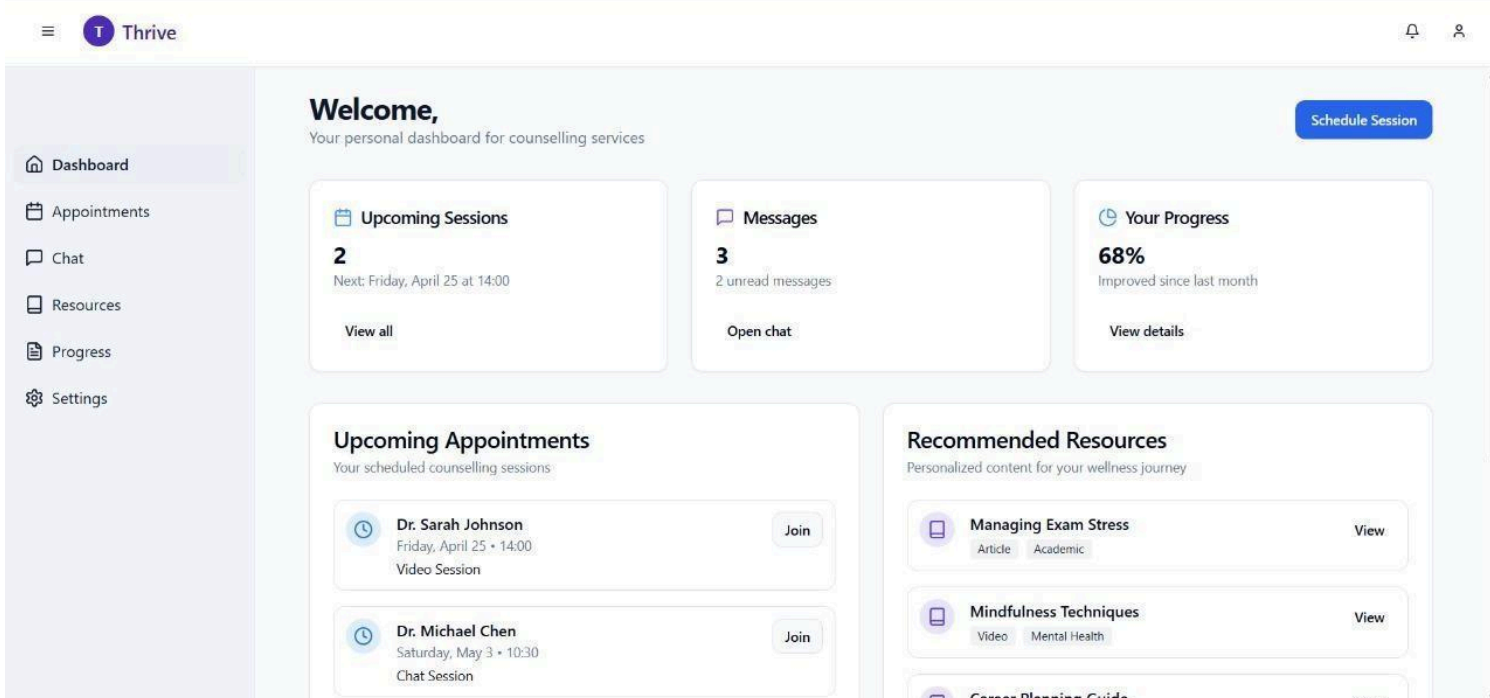 T Thrive
Welcome,
Your personal dashboard for counselling services
Schedule Session
Dashboard
Appointments
Chat
Resources
Progress
Settings
Upcoming Sessions
2
Next: Friday, April 25 at 14:00
View all
Messages
3
2 unread messages
Open chat
Your Progress
68%
Improved since last month
View details
Upcoming Appointments
Your scheduled counselling sessions
Dr. Sarah Johnson
Friday, April 25 • 14:00
Video Session
Join
Dr. Michael Chen
Saturday, May 3 • 10:30
Chat Session
Join
Recommended Resources
Personalized content for your wellness journey
Managing Exam Stress
Article Academic
View
Mindfulness Techniques
Video Mental Health
View
Career Planning Guide